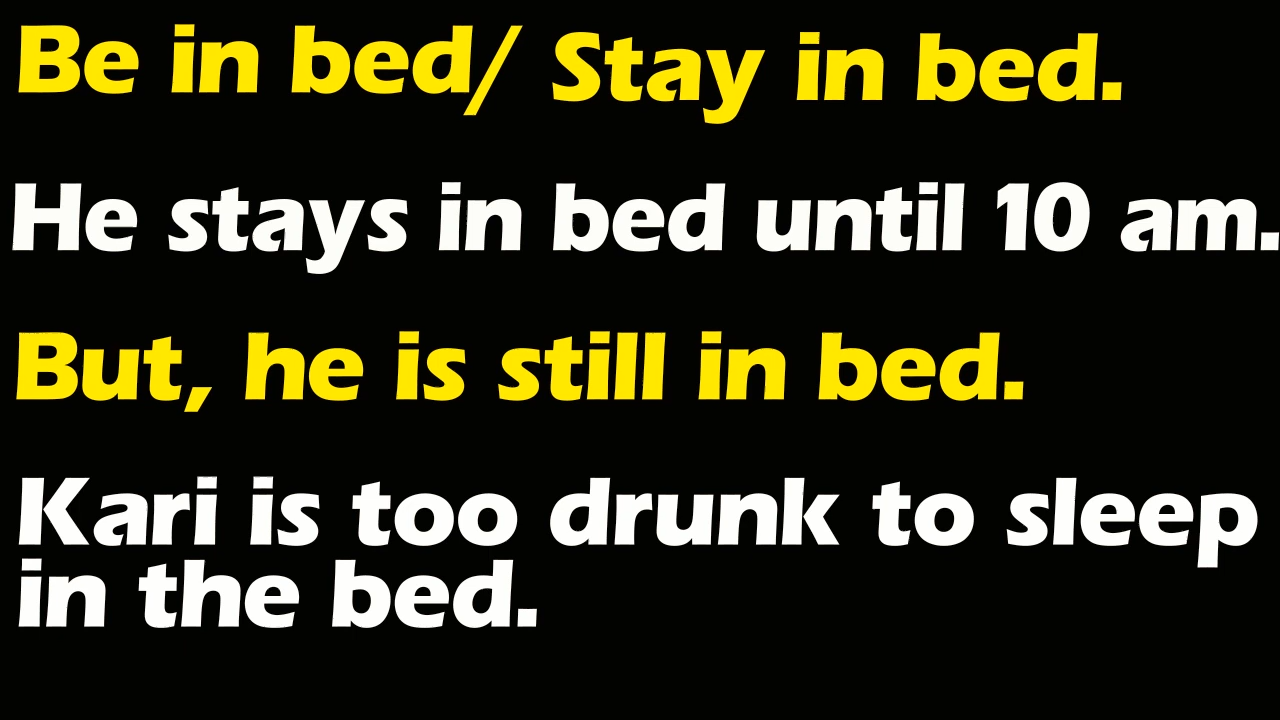 Be in bed/ Stay in bed.
He stays in bed until 10 am.
But, he is still in bed.
Kari is too drunk to sleep
in the bed.